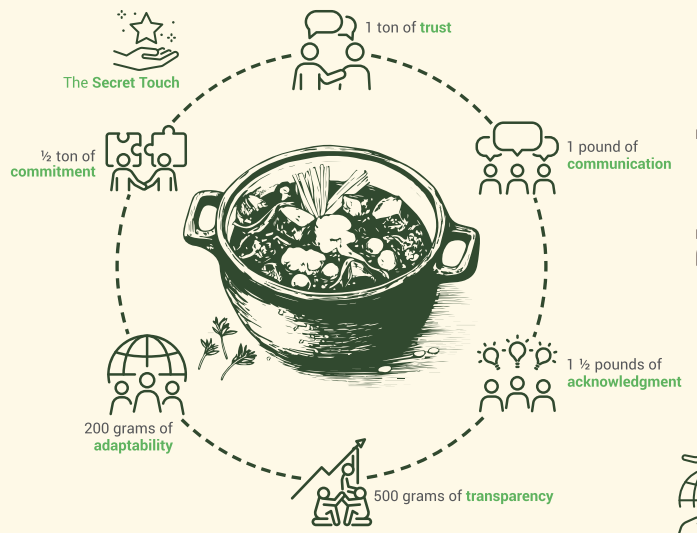 1 ton of trust
The Secret Touch
½ ton of
commitment
1 pound of
communication
1 ½ pounds of
acknowledgment
200 grams of
adaptability
500 grams of transparency